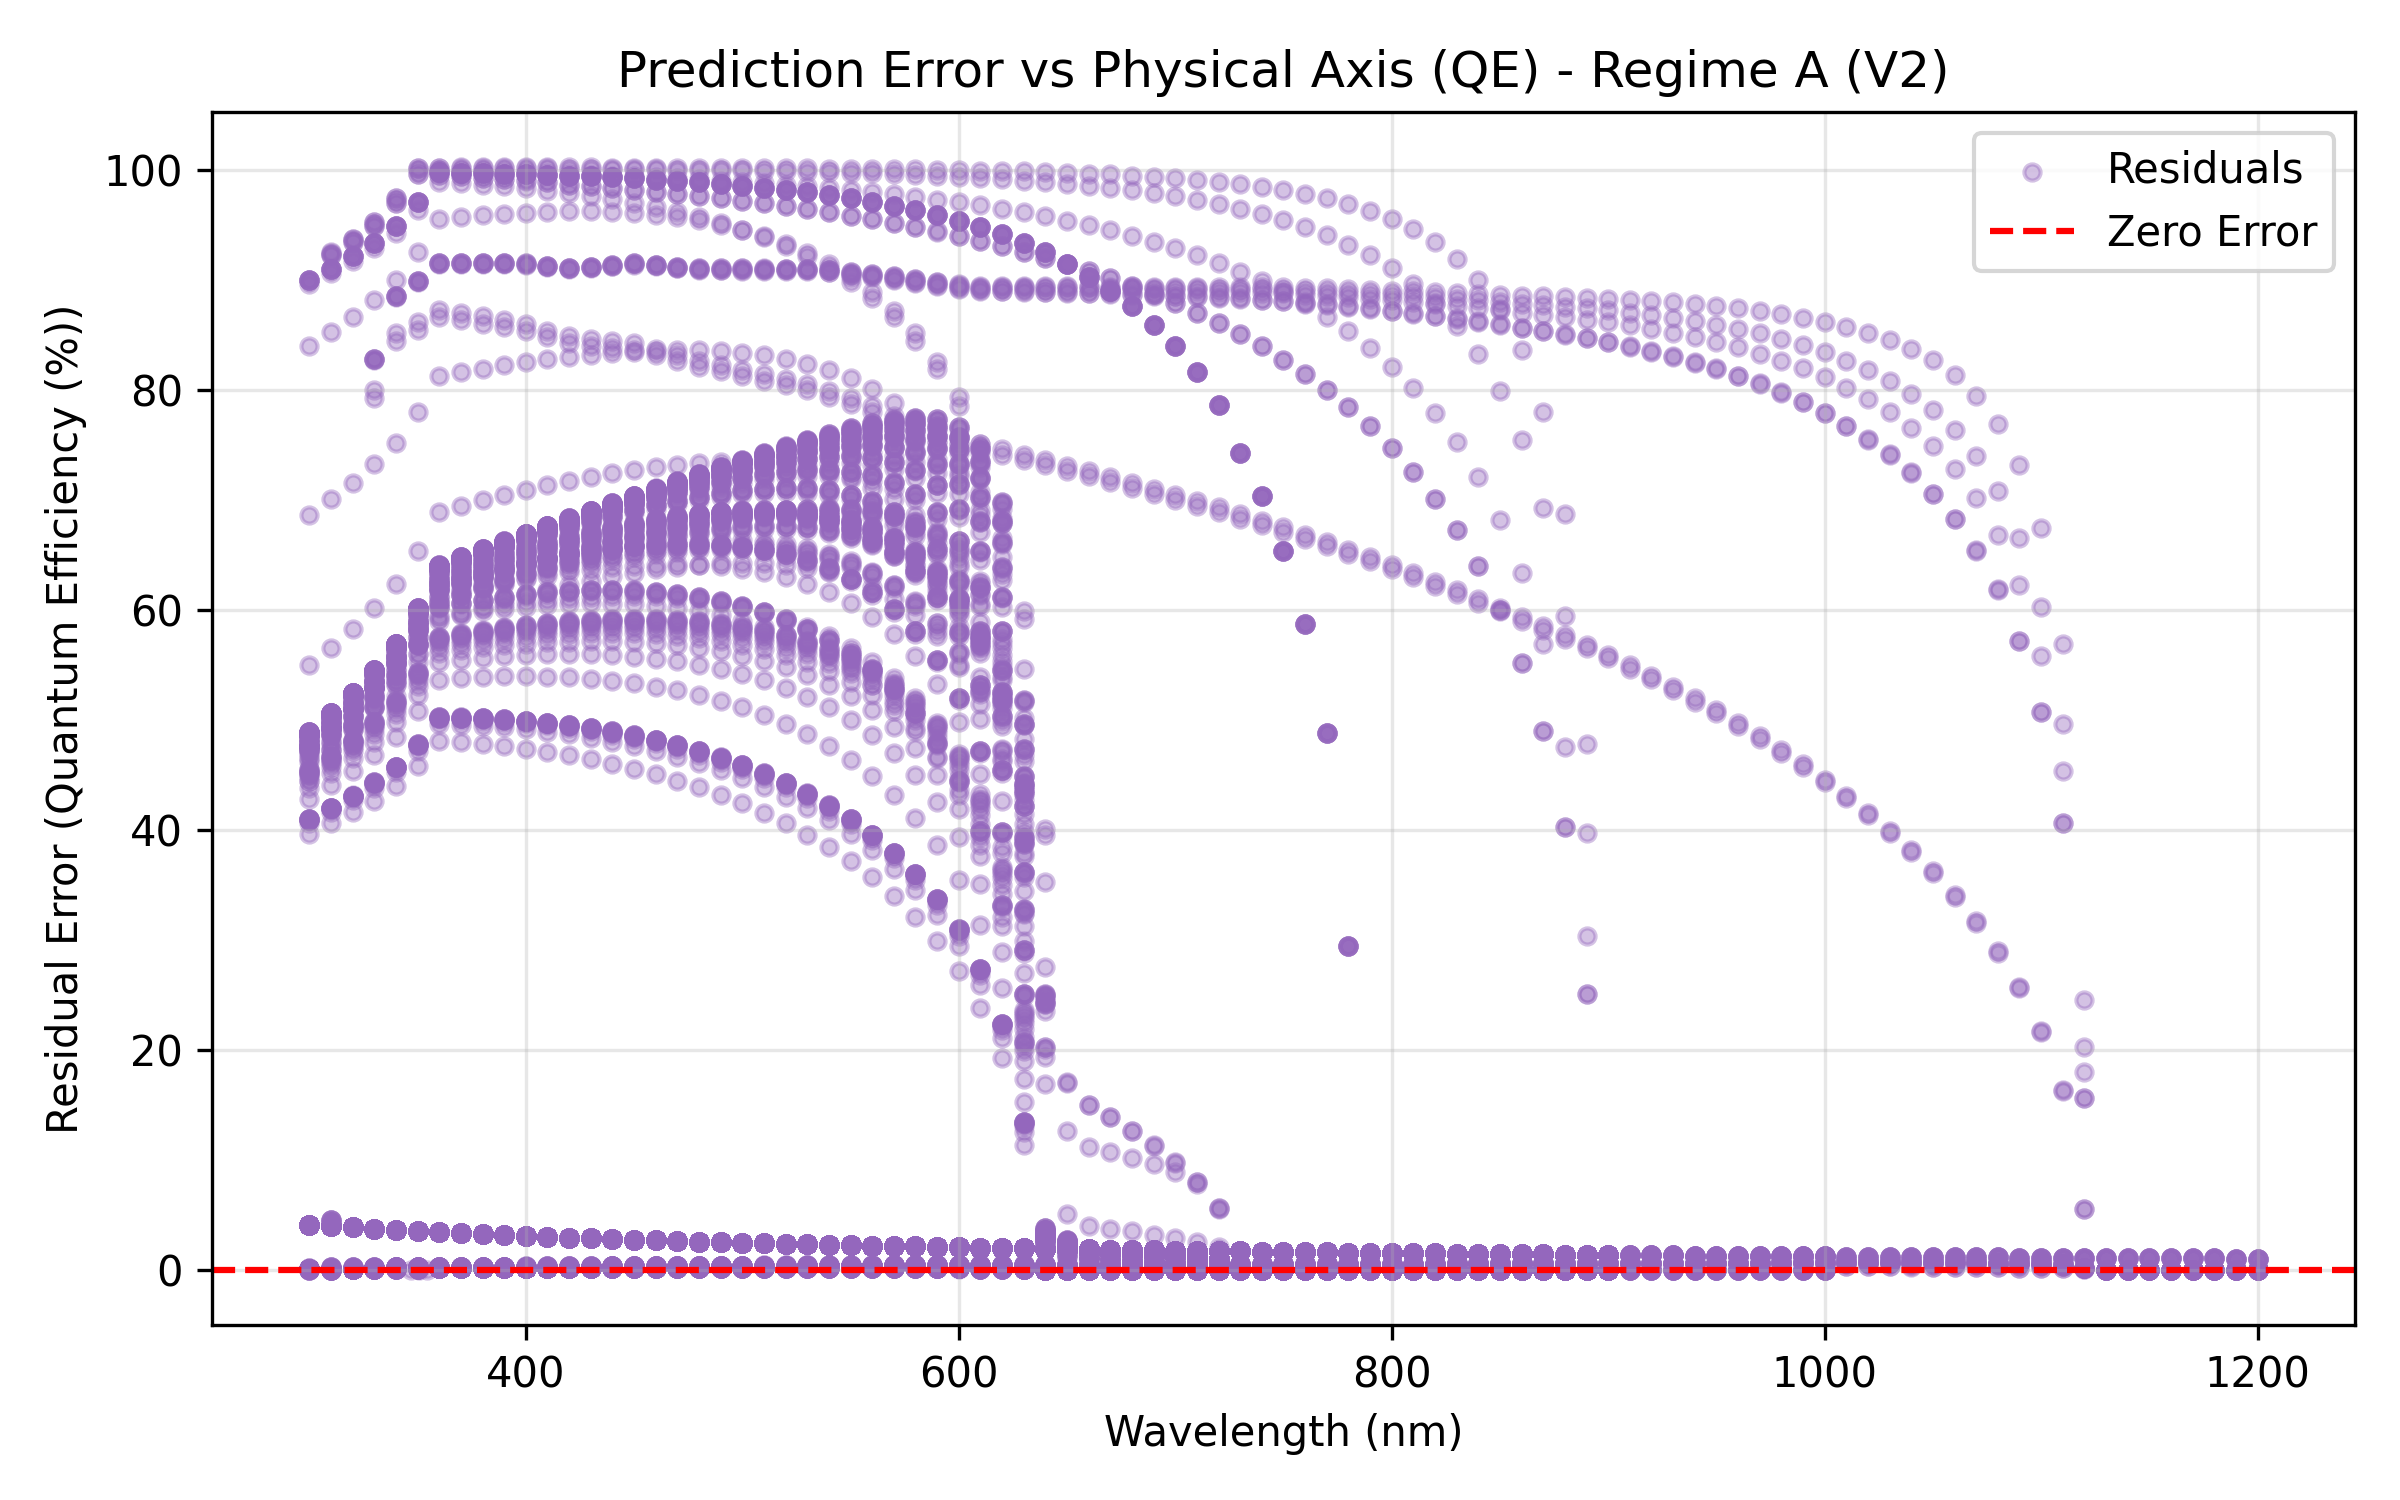 Prediction Error vs Physical Axis (QE) - Regime A (V2)
Residuals
Zero Error
Residual Error (Quantum Efficiency (%))
100
80
60
40
20
0
400
600
800
1000
1200
Wavelength (nm)